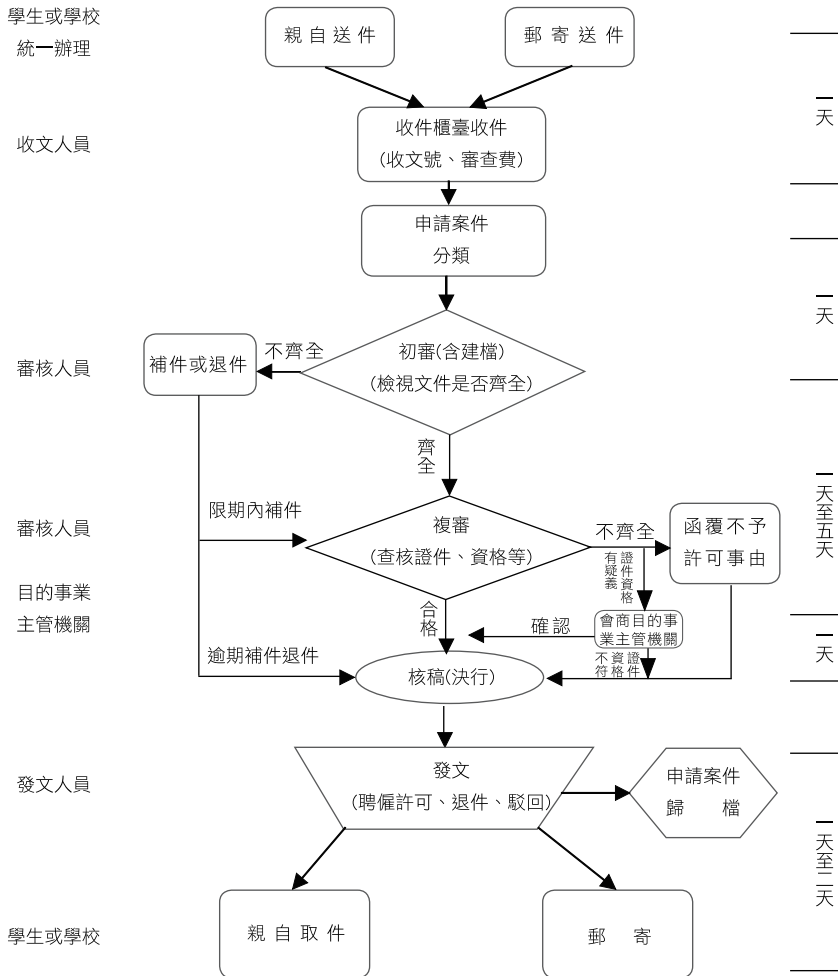 學生或學校
統一辦理
親自送件
郵寄送件
一天
收文人員
收件櫃臺收件
(收文號、審查費)
申請案件
分類
一天
審核人員
補件或退件
不齊全
初審(含建檔)
(檢視文件是否齊全)
齊全
一天至五天
審核人員
限期內補件
複審
(查核證件、資格等)
不齊全
函覆不予
許可事由
證件資格
有疑義
目的事業
主管機關
合格
確認
會商目的事
業主管機關
一天
逾期補件退件
核稿(決行)
證件
資格
不符
發文人員
發文
(聘僱許可、退件、駁回)
申請案件
歸檔
一天至二天
學生或學校
親自取件
郵寄